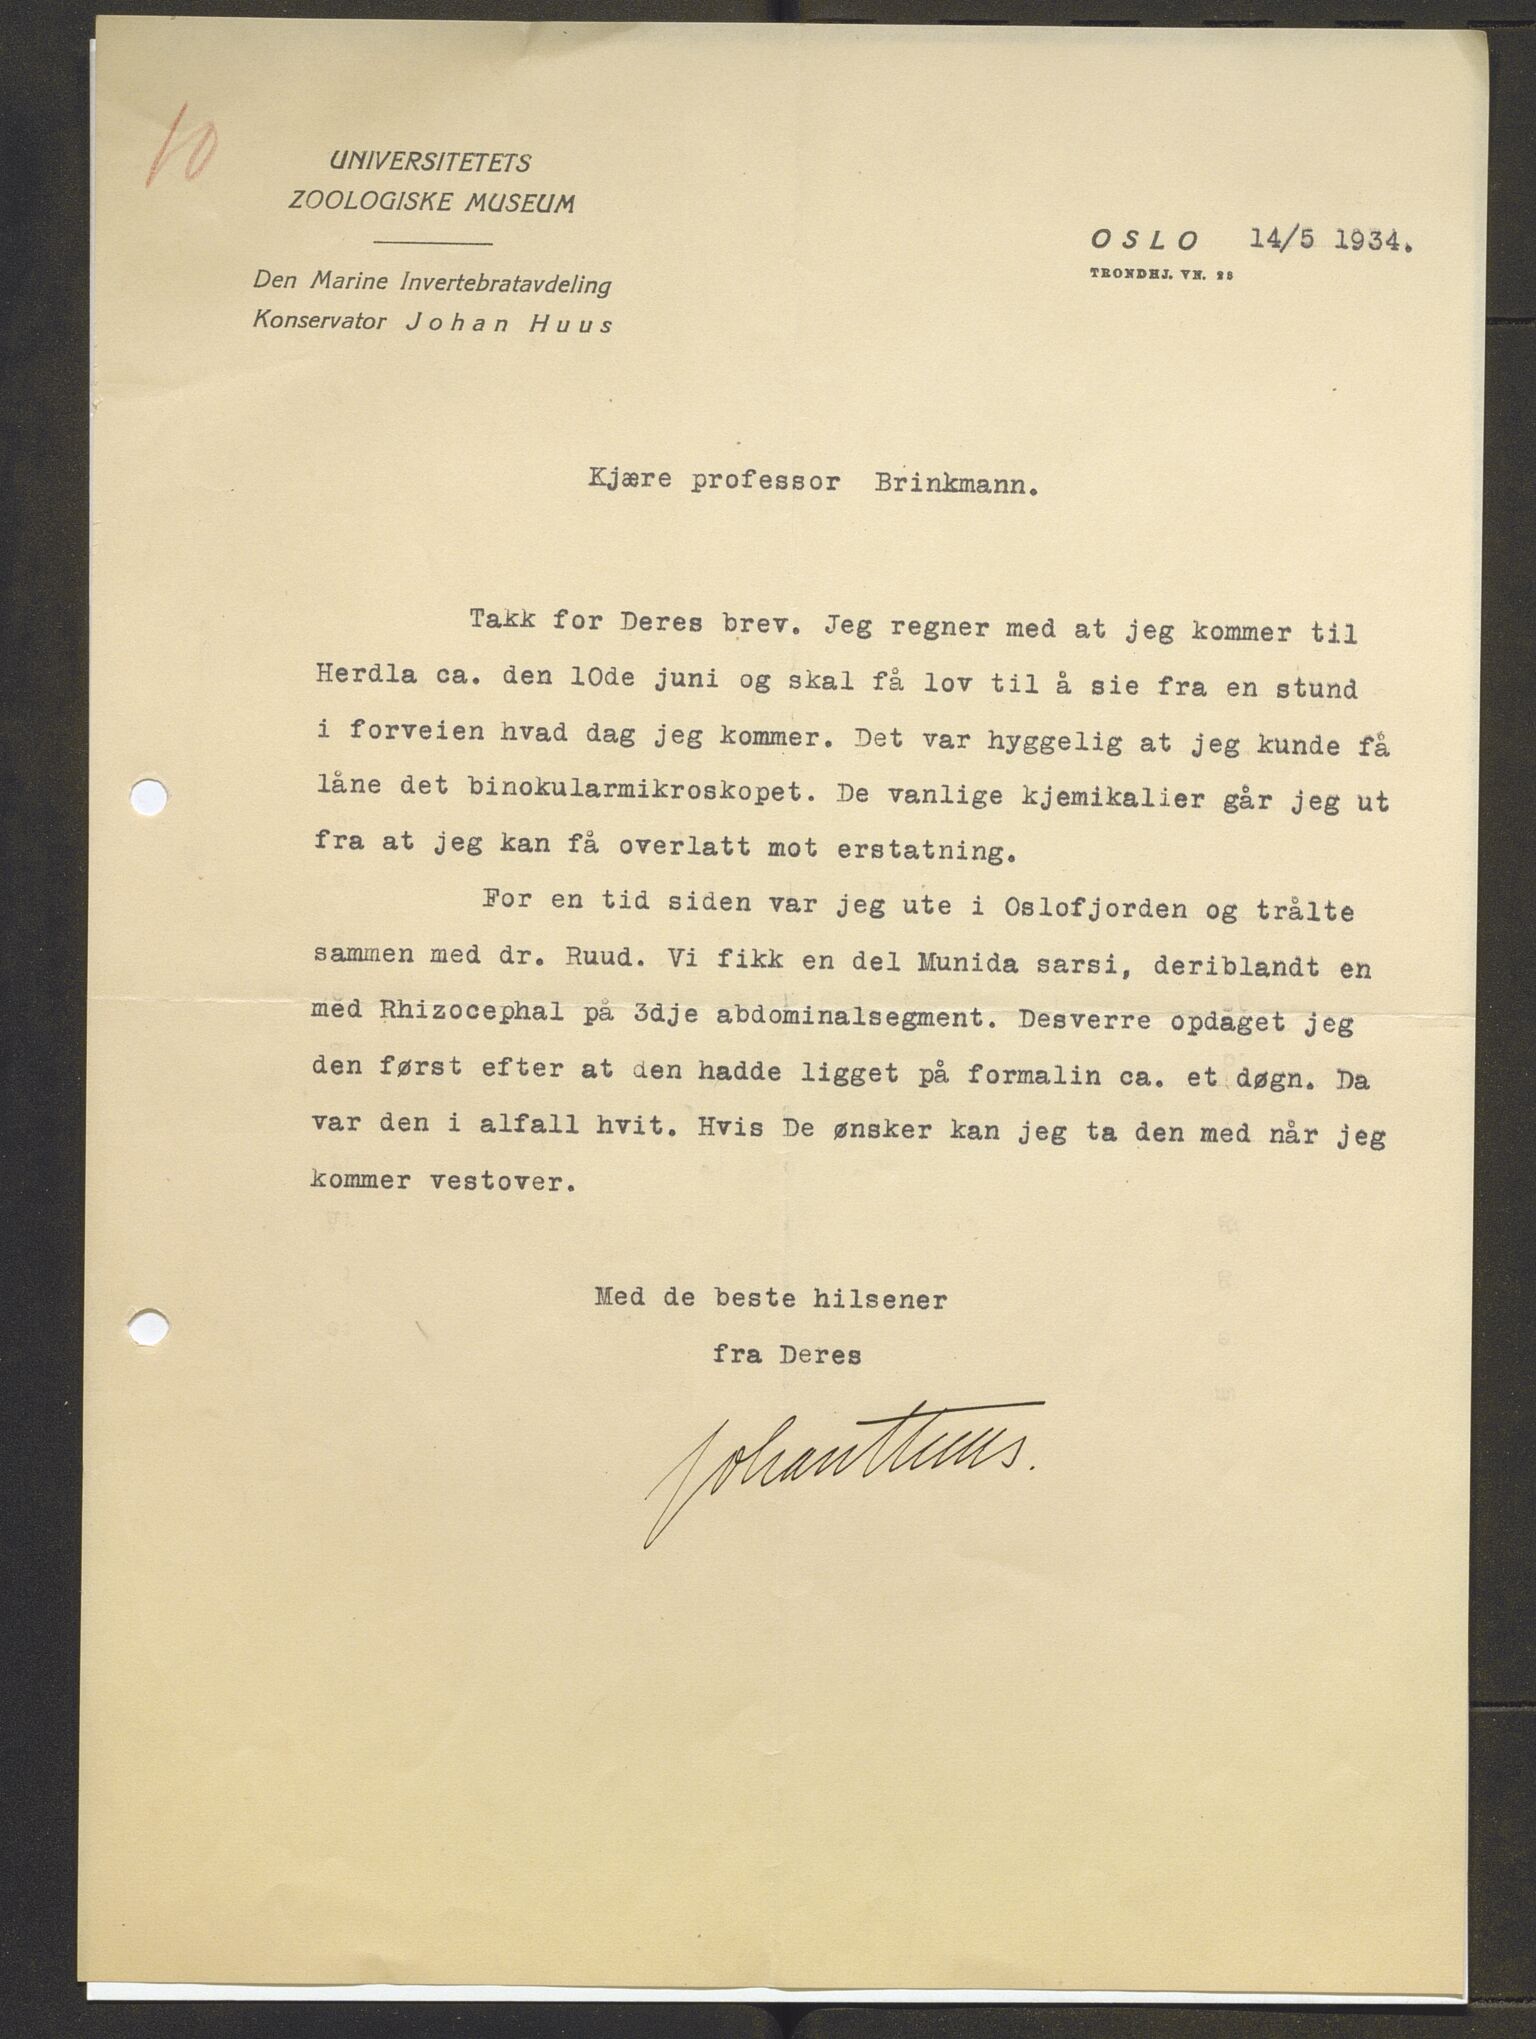 10
UNIVERSITETETS
ZOOLOGISKE MUSEUM
Den Marine Invertebratavdeling
Konservator Johan Huus
OSLO 14/5 1934.
TRONDHJ. VN. 23
Kjære professor Brinkmann.
Takk for Deres brev. Jeg regner med at jeg kommer til
Herdla ca. den 10de juni og skal få lov til å sie fra en stund
i forveien hvad dag jeg kommer. Det var hyggelig at jeg kunde få
låne det binokularmikroskopet. De vanlige kjemikalier går jeg ut
fra at jeg kan få overlatt mot erstatning.
For en tid siden var jeg ute i Oslofjorden og trålte
sammen med dr. Ruud. Vi fikk en del Munida sarsi, deriblandt en
med Rhizocephal på 3dje abdominalsegment. Desverre opdaget jeg
den først efter at den hadde ligget på formalin ca. et døgn. Da
var den i alfall hvit. Hvis De ønsker kan jeg ta den med når jeg
kommer vestover.
Med de beste hilsener
fra Deres
Johan Huus.